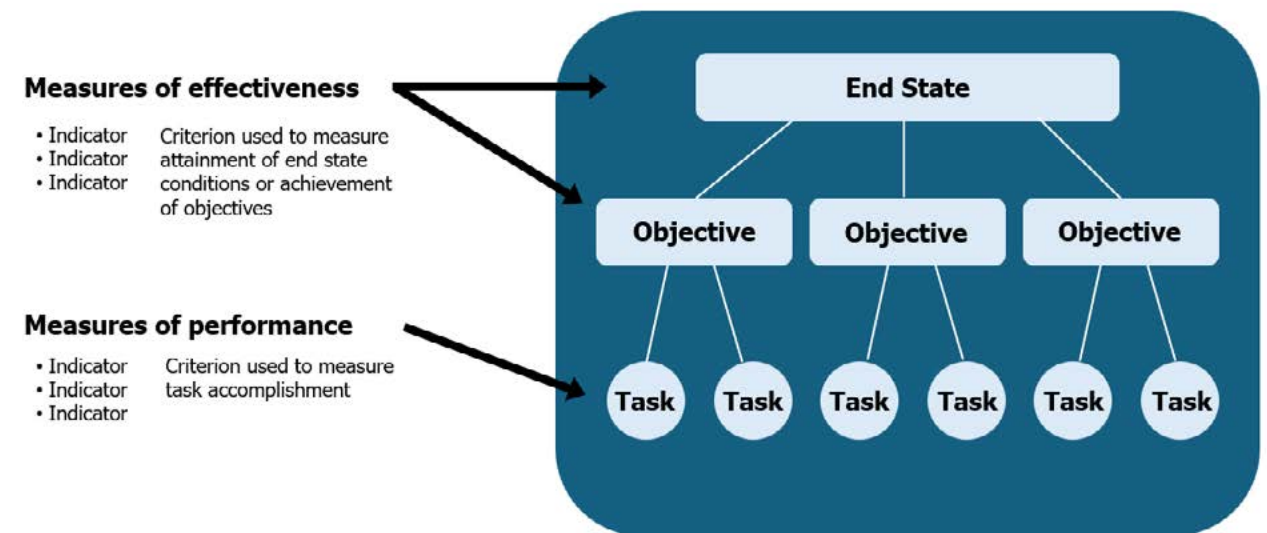 Measures of effectiveness
• Indicator
• Indicator
• Indicator
Criterion used to measure
attainment of end state
conditions or achievement
of objectives
Measures of performance
• Indicator
• Indicator
• Indicator
Criterion used to measure
task accomplishment
End State
Objective
Objective
Objective
Task
Task
Task
Task
Task
Task